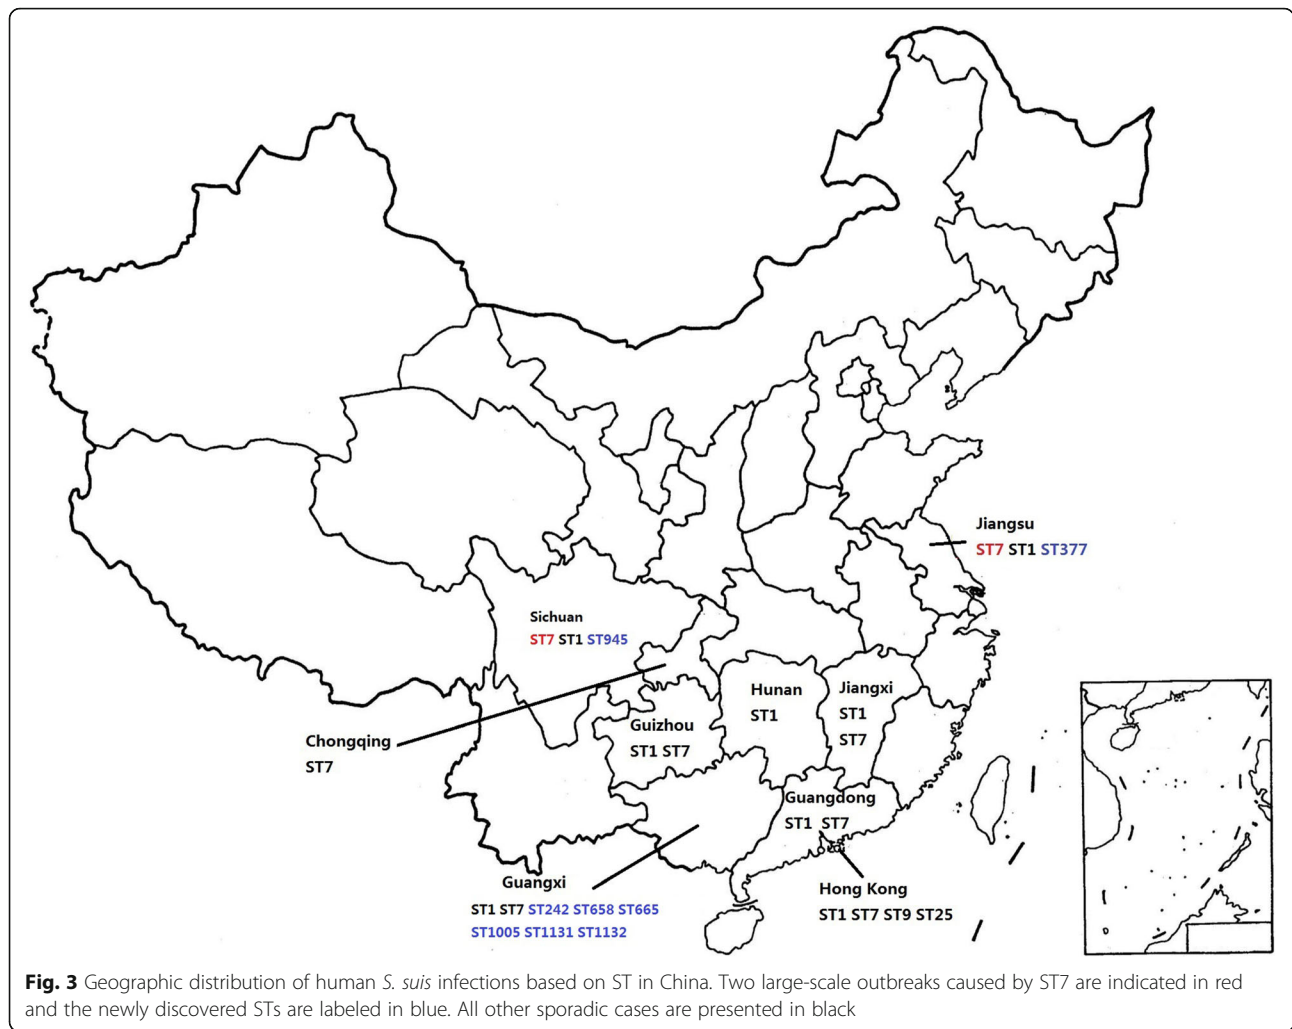 Jiangsu
ST7 ST1 ST377
Sichuan
ST7 ST1 ST945
Hunan
ST1
Jiangxi
ST1
ST7
Guizhou
ST1 ST7
Chongqing
ST7
Guangdong
ST1 ST7
Guangxi
ST1 ST7 ST242 ST658 ST665
ST1005 ST1131 ST1132
Hong Kong
ST1 ST7 ST9 ST25
Fig. 3 Geographic distribution of human S. suis infections based on ST in China. Two large-scale outbreaks caused by ST7 are indicated in red
and the newly discovered STs are labeled in blue. All other sporadic cases are presented in black